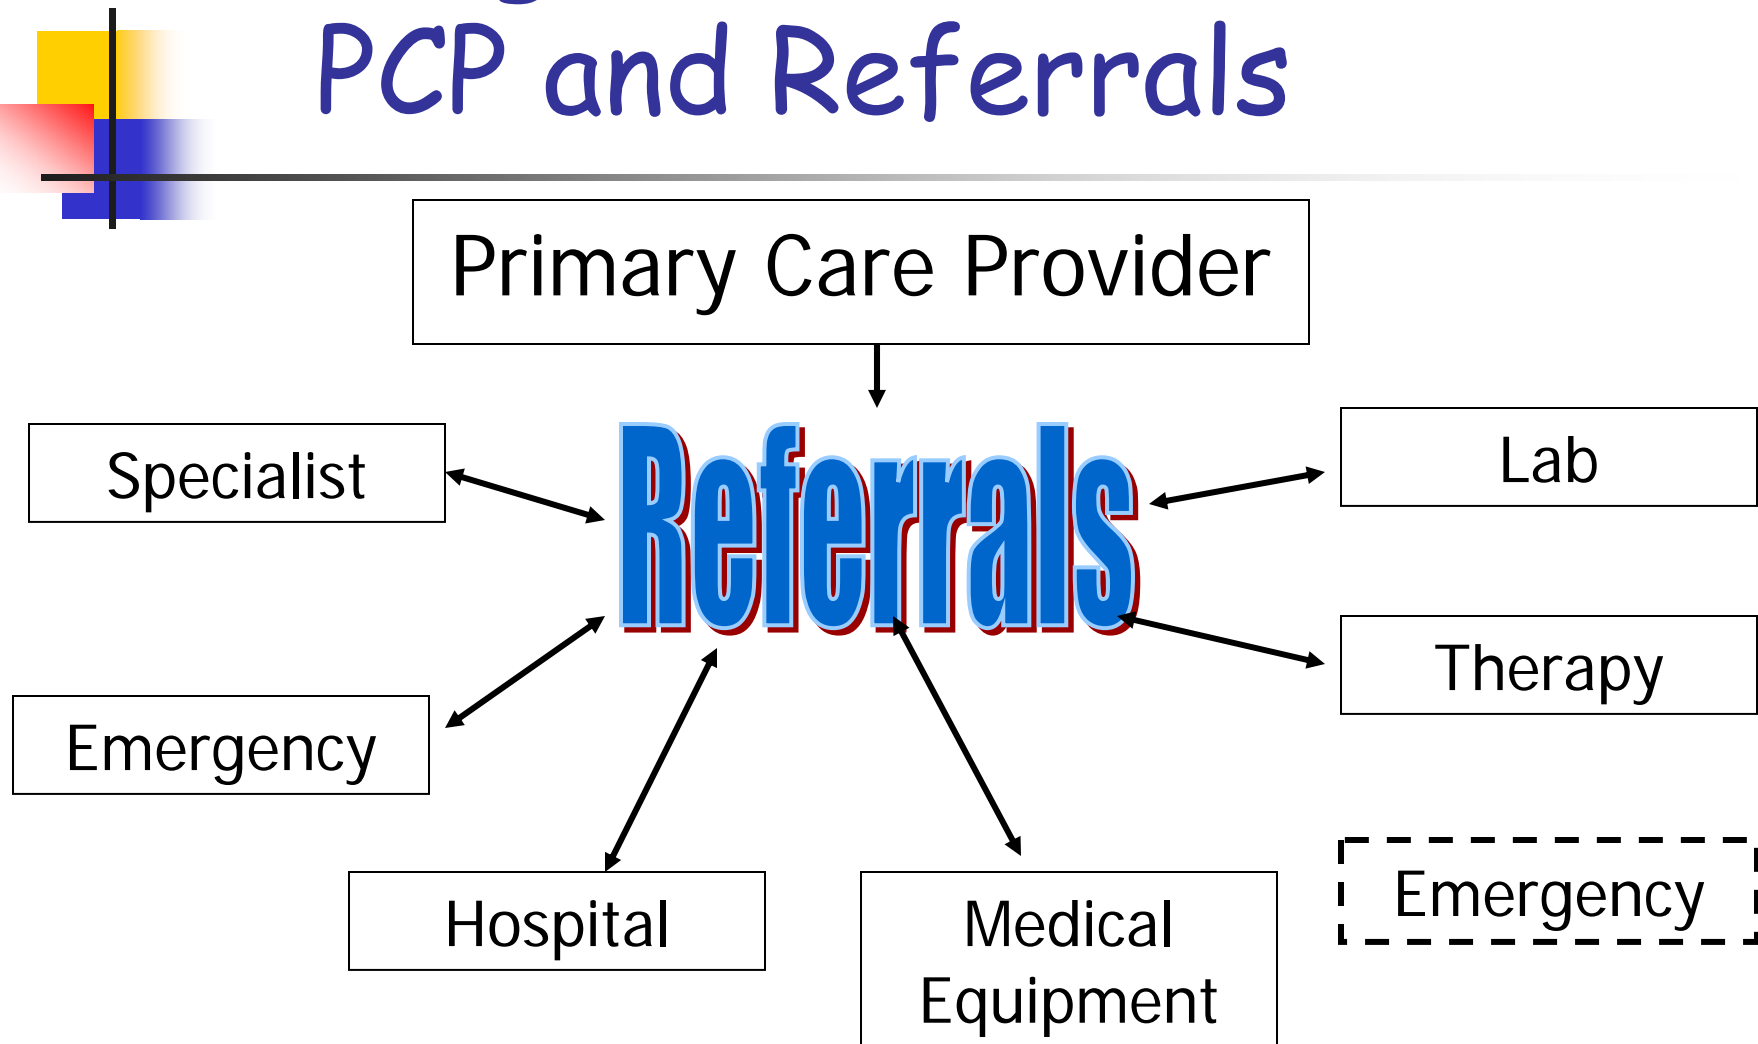 PCP and Referrals
Primary Care Provider
Specialist
Referrals
Lab
Therapy
Emergency
Emergency
Hospital
Medical
Equipment